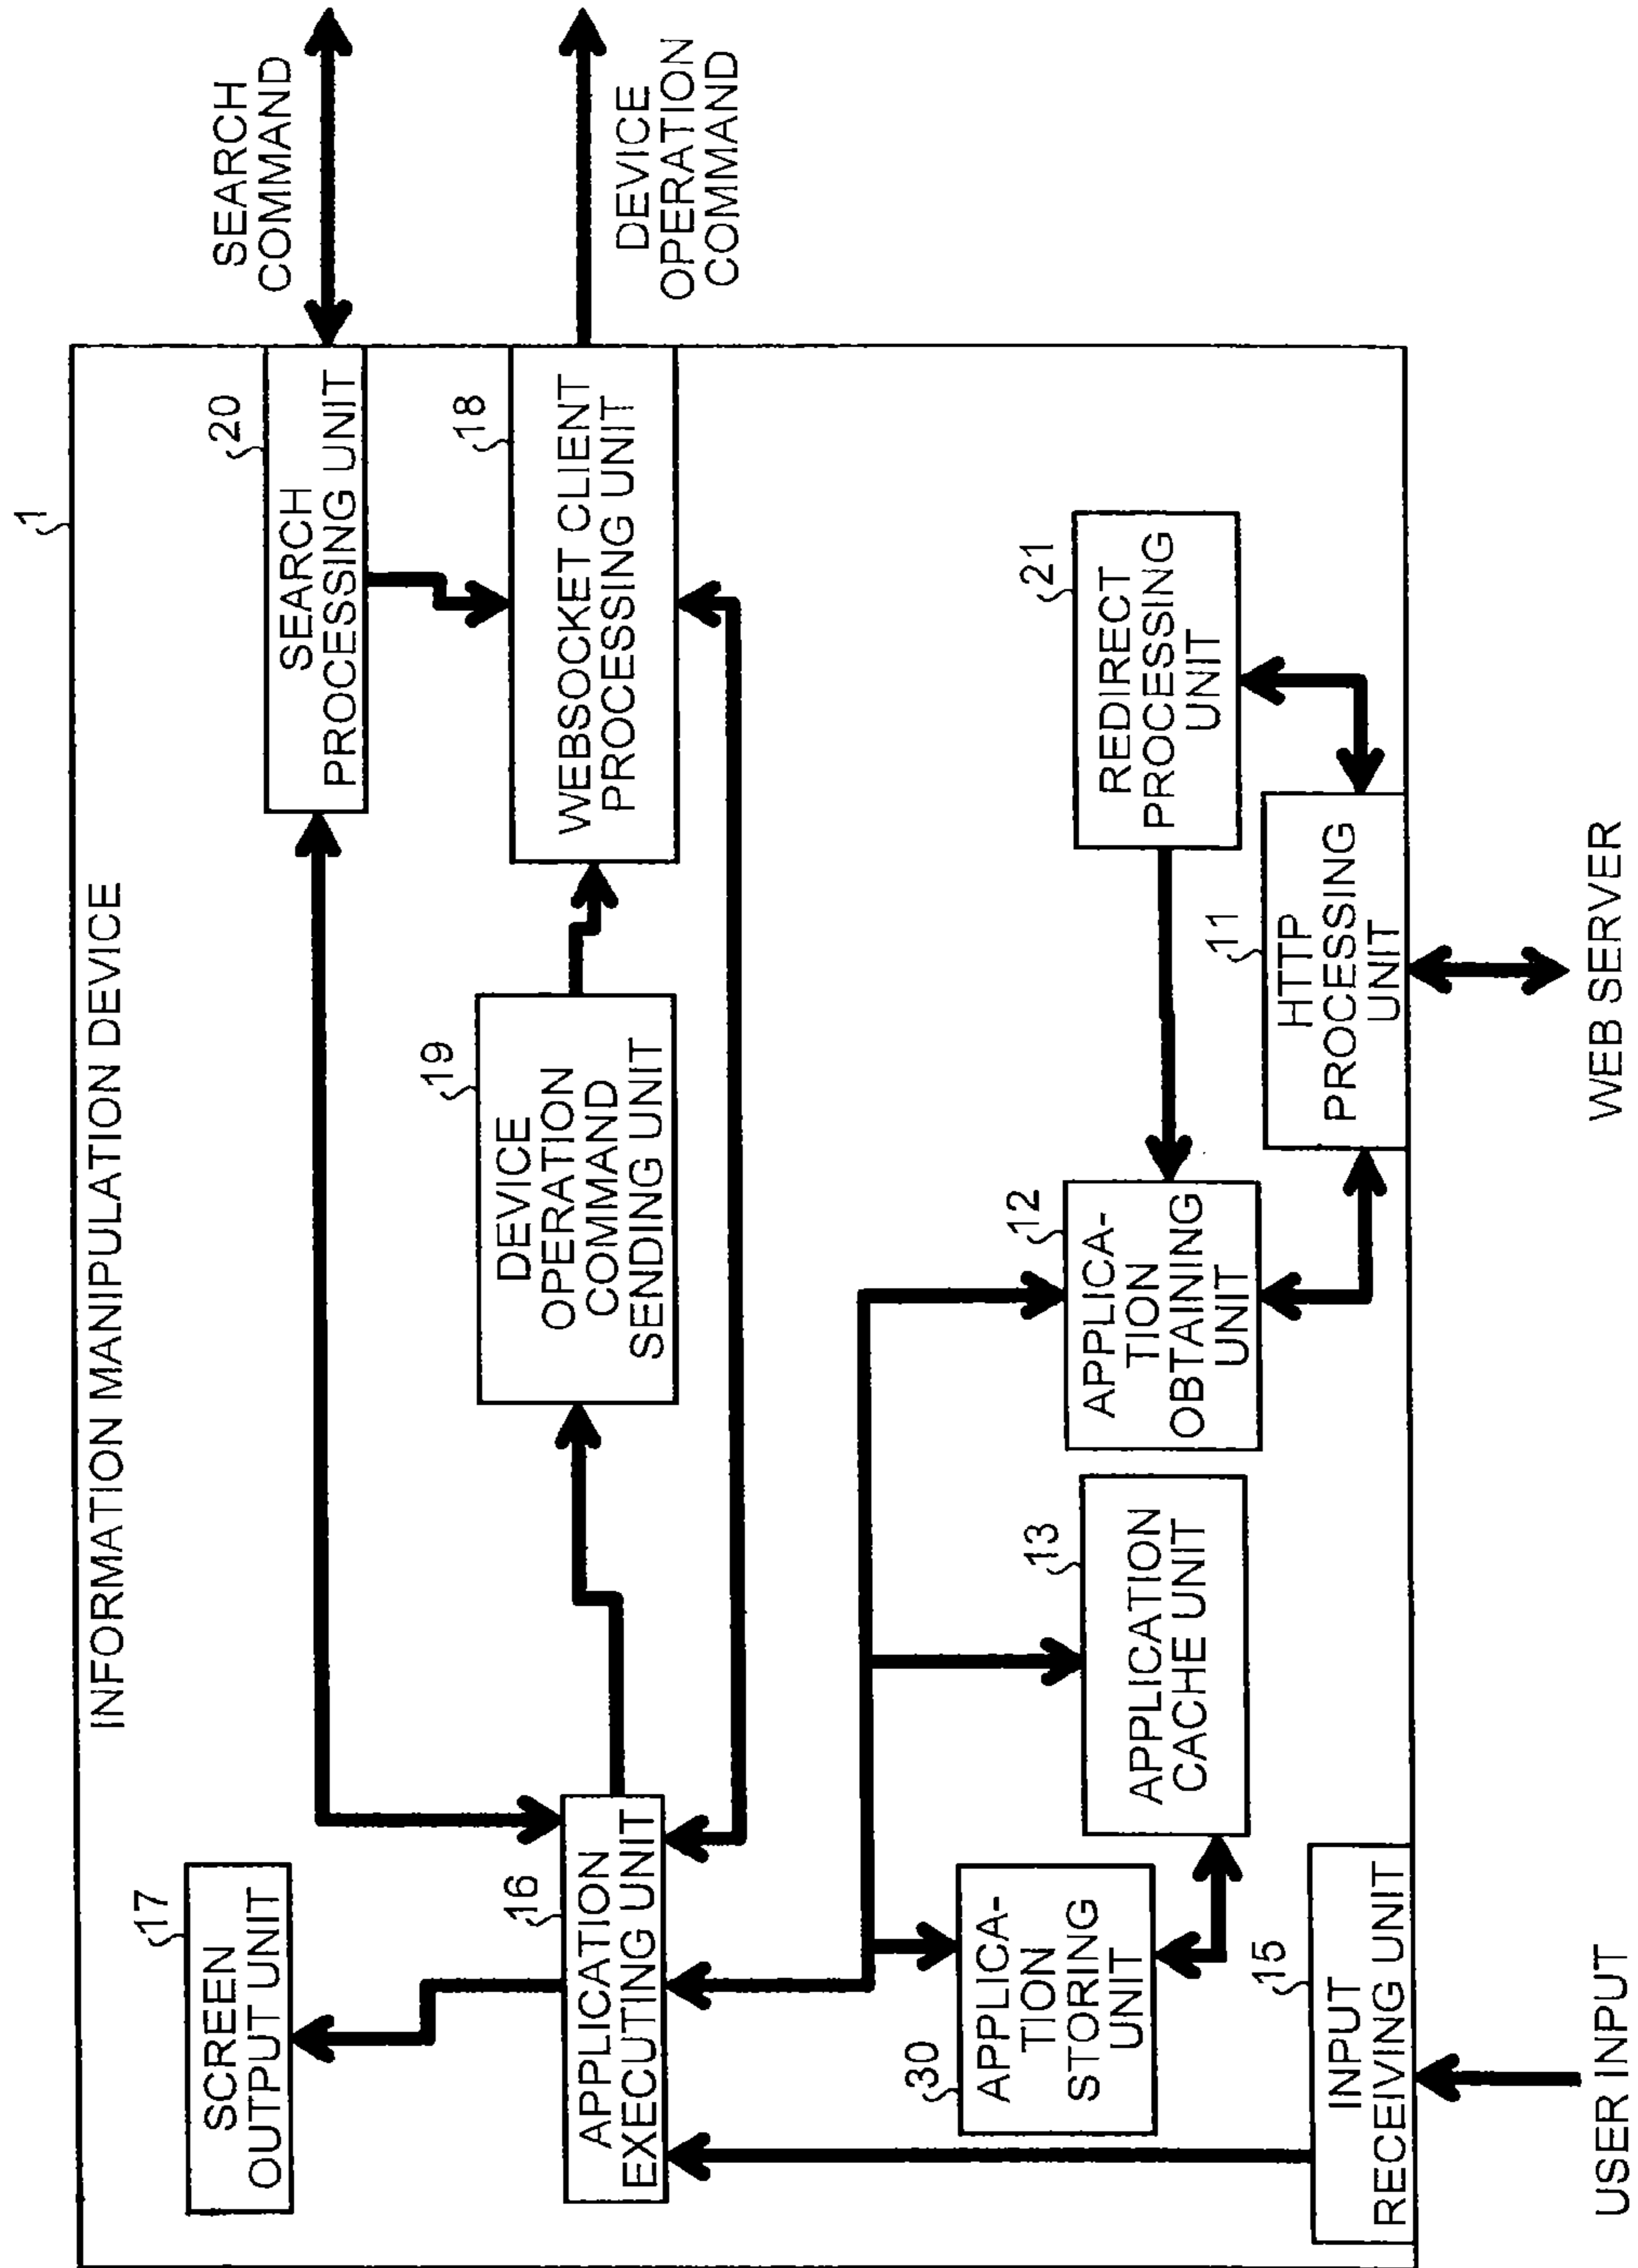 1
INFORMATION MANIPULATION DEVICE
17
SCREEN
OUTPUT UNIT
16
APPLICATION
EXECUTING UNIT
19
DEVICE
OPERATION
COMMAND
SENDING UNIT
20
SEARCH
PROCESSING UNIT
SEARCH
COMMAND
18
WEBSOCKET CLIENT
PROCESSING UNIT
DEVICE
OPERATION
COMMAND
30
APPLICA-
TION
STORING
UNIT
13
APPLICATION
CACHE UNIT
12
APPLICA-
TION
OBTAINING
UNIT
21
REDIRECT
PROCESSING
UNIT
15
INPUT
RECEIVING UNIT
11
HTTP
PROCESSING
UNIT
USER INPUT
WEB SERVER